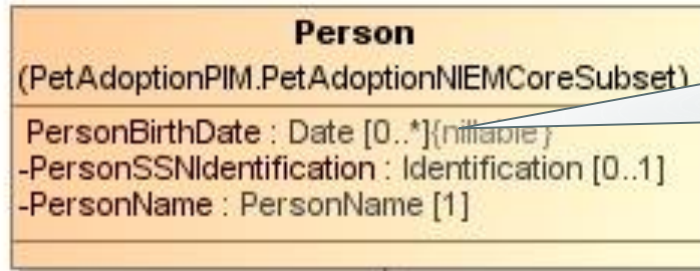 Person
(PetAdoptionPIM.PetAdoptionNIEMCoreSubset)
PersonBirthDate : Date [0..*]{nillable}
-PersonSSNIdentification : Identification [0..1]
-PersonName : PersonName [1]